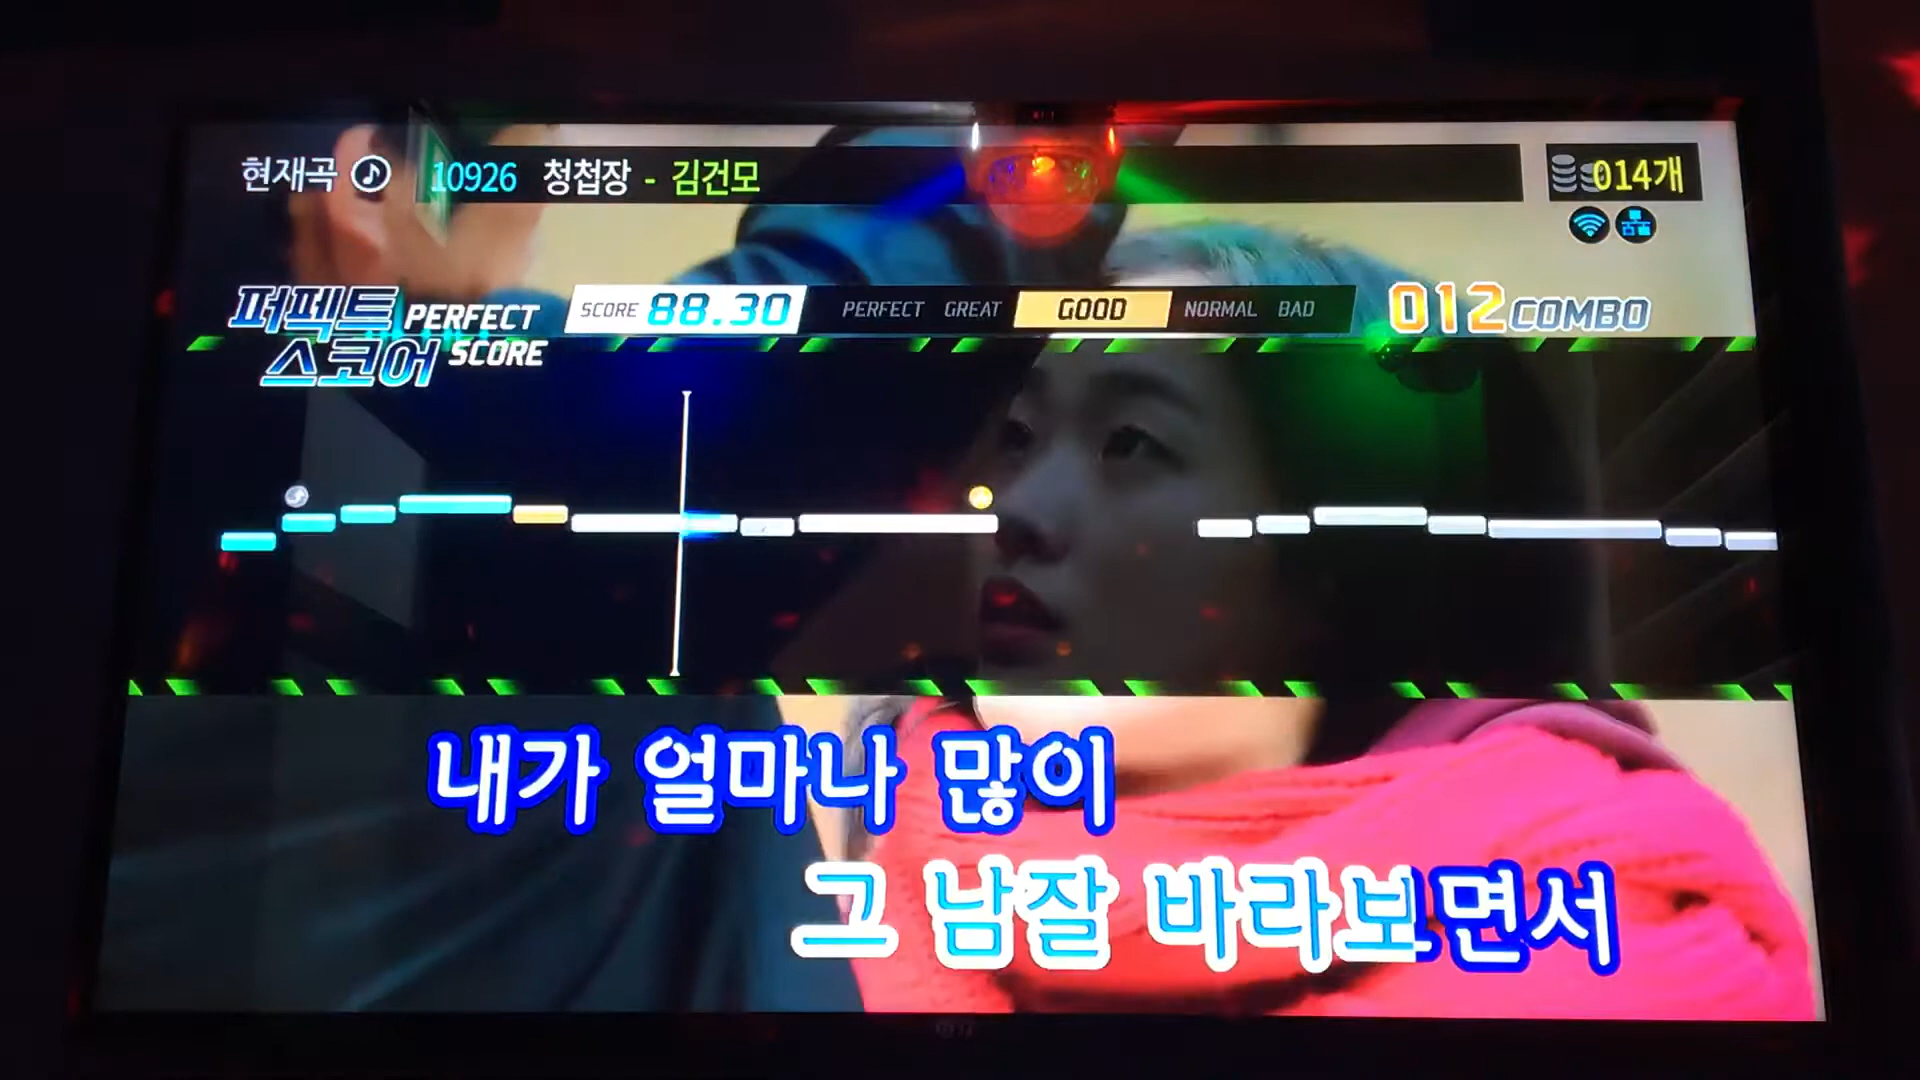 현재곡 10926 청첩장 - 김건모 014개
퍼펙트 스코어 PERFECT SCORE
SCORE 88.30 PERFECT GREAT GOOD NORMAL BAD 012 COMBO
내가 얼마나 많이
그 남잘 바라보면서